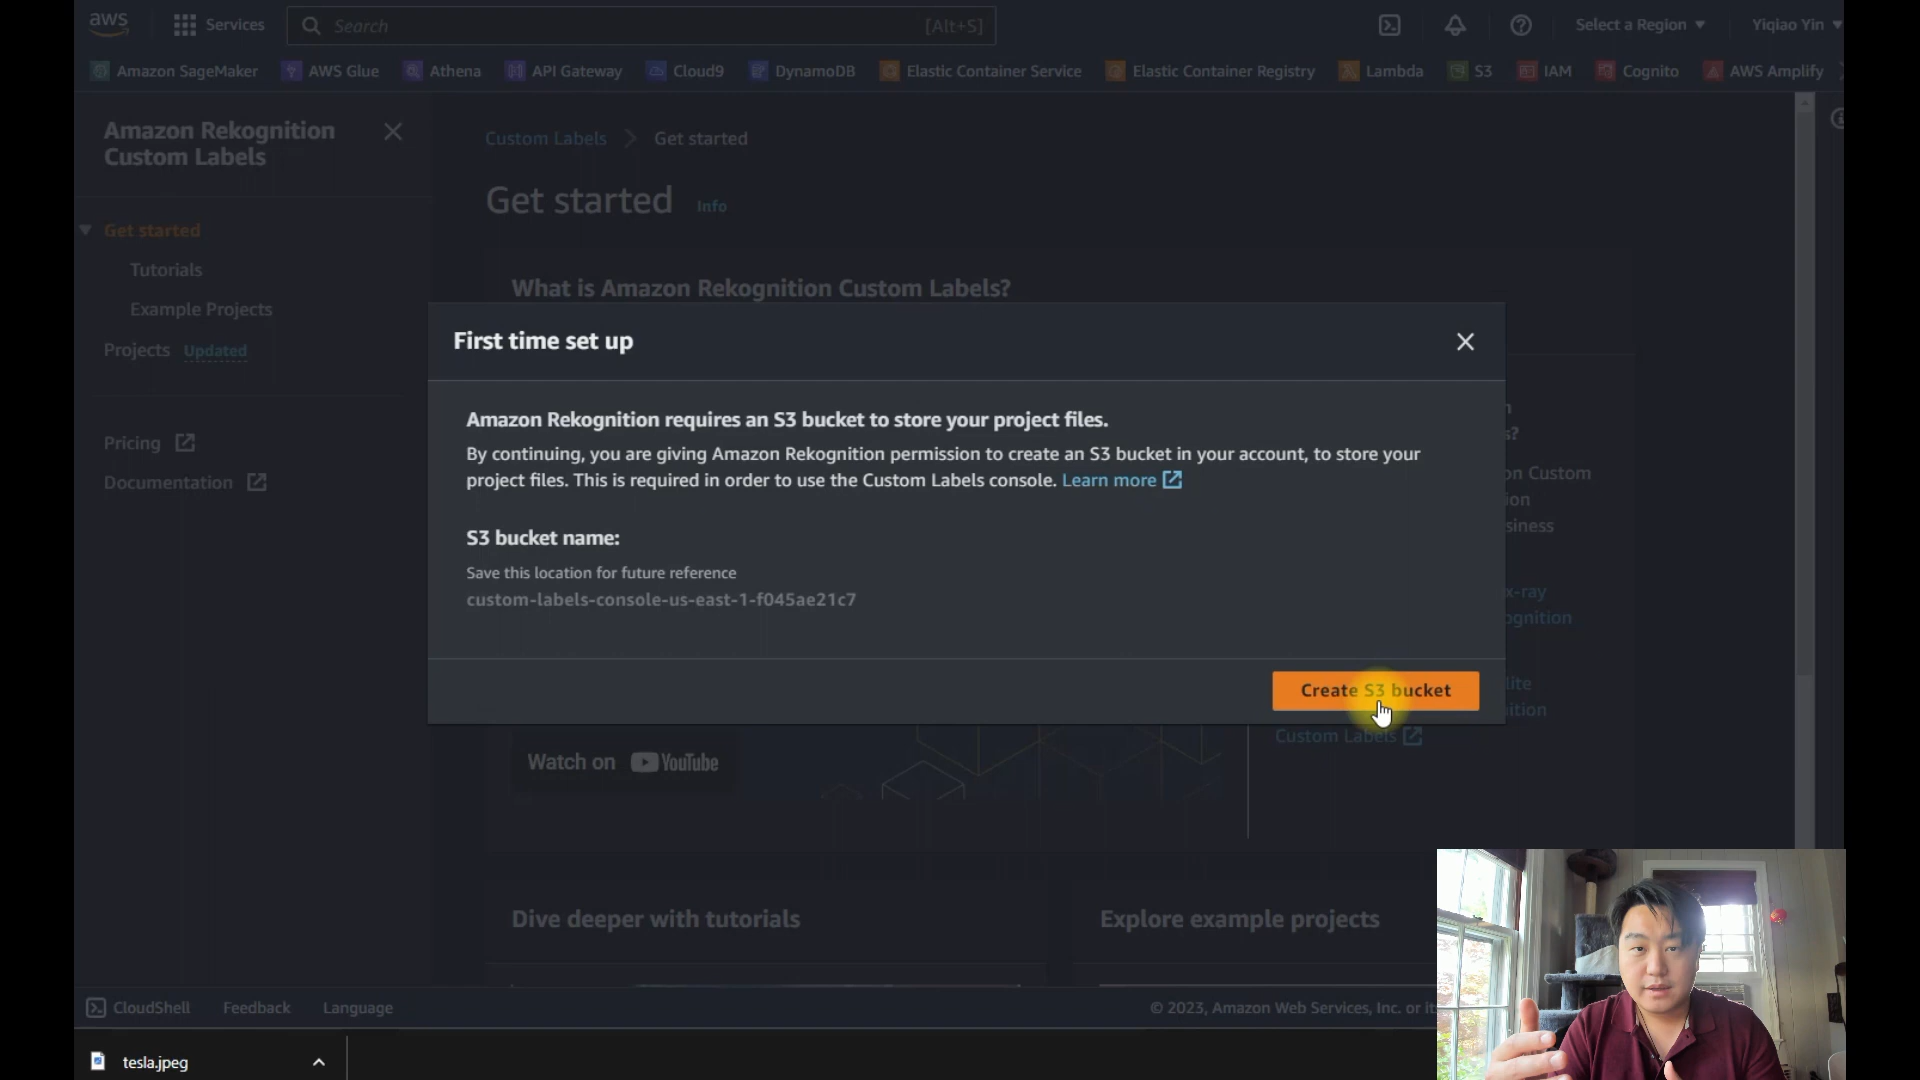 aws
Services
Search
[Alt+S]
Select a Region
Yiqiao Yin
Amazon SageMaker
AWS Glue
Athena
API Gateway
Cloud9
DynamoDB
Elastic Container Service
Elastic Container Registry
Lambda
S3
IAM
Cognito
AWS Amplify
Amazon Rekognition
Custom Labels
Get started
Tutorials
Example Projects
Projects Updated
Pricing
Documentation
Custom Labels
Get started
Get started Info
What is Amazon Rekognition Custom Labels?
First time set up
Amazon Rekognition requires an S3 bucket to store your project files.
By continuing, you are giving Amazon Rekognition permission to create an S3 bucket in your account, to store your
project files. This is required in order to use the Custom Labels console. Learn more
S3 bucket name:
Save this location for future reference
custom-labels-console-us-east-1-f045ae21c7
Create S3 bucket
Custom
x-ray
Custom Labels
Watch on YouTube
Dive deeper with tutorials
Explore example projects
CloudShell
Feedback
Language
© 2023, Amazon Web Services, Inc. or
tesla.jpeg